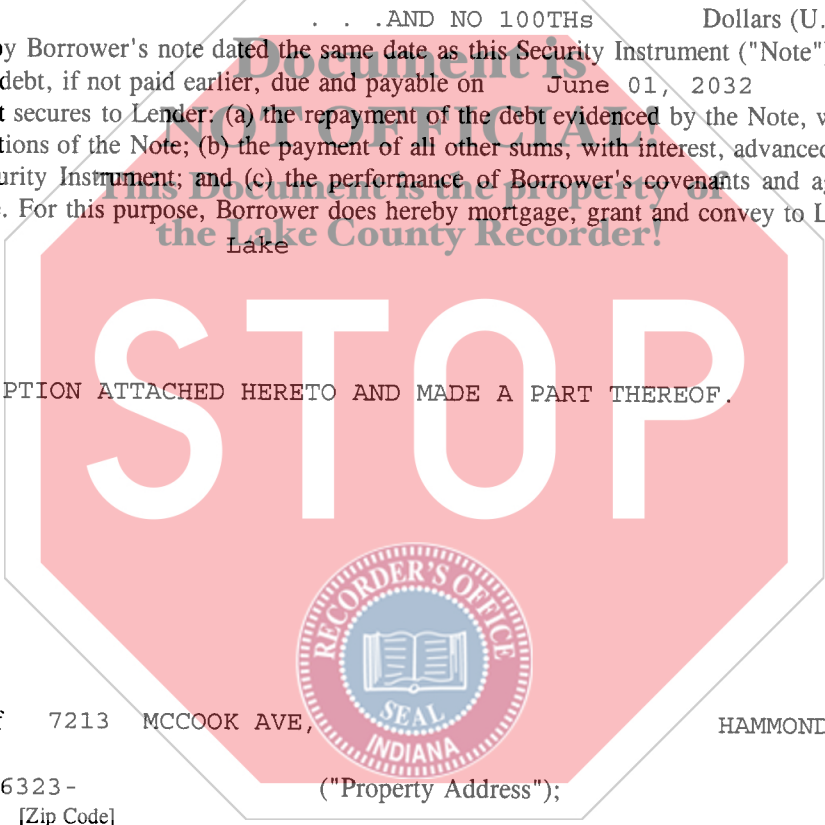 . . .AND NO 100THs Dollars (U.
by Borrower's note dated the same date as this Security Instrument ("Note"
Document is
debt, if not paid earlier, due and payable on June 01, 2032
t secures to Lender: (a) the repayment of the debt evidenced by the Note, w
NOT OFFICIAL!
tions of the Note; (b) the payment of all other sums, with interest, advanced
urity Instrument; and (c) the performance of Borrower's covenants and ag
This Document is the property of
. For this purpose, Borrower does hereby mortgage, grant and convey to L
the Lake County Recorder!
Lake
STOP
PTION ATTACHED HERETO AND MADE A PART THEREOF.
RECORDER'S OFFICE
SEAL
INDIANA
f 7213 MCCOOK AVE, HAMMOND
6323- ("Property Address");
[Zip Code]